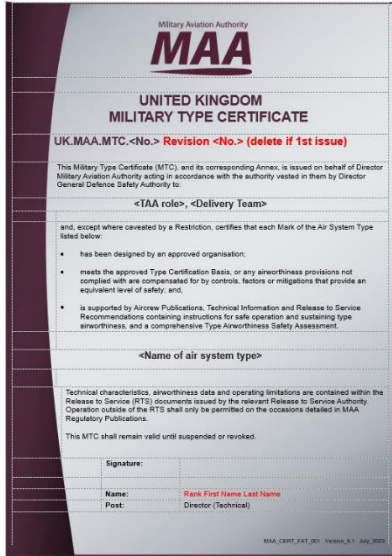 Military Aviation Authority
MAA
UNITED KINGDOM
MILITARY TYPE CERTIFICATE
UK.MAA.MTC.<No.> Revision <No.> (delete if 1st issue)
This Military Type Certificate (MTC), and its corresponding Annex, is issued on behalf of Director
Military Aviation Authority acting in accordance with the authority vested in them by Director
General Defence Safety Authority to:
<TAA role>, <Delivery Team>
and, except where caveated by a Restriction, certifies that each Mark of the Air System Type
listed below:
• has been designed by an approved organisation;
• meets the approved Type Certification Basis, or any airworthiness provisions not
complied with are compensated for by controls, factors or mitigations that provide an
equivalent level of safety; and,
• is supported by Aircrew Publications, Technical Information and Release to Service
Recommendations containing instructions for safe operation and sustaining type
airworthiness, and a comprehensive Type Airworthiness Safety Assessment.
<Name of air system type>
Technical characteristics, airworthiness data and operating limitations are contained within the
Release to Service (RTS) documents issued by the relevant Release to Service Authority.
Operation outside of the RTS shall only be permitted on the occasions detailed in MAA
Regulatory Publications.
This MTC shall remain valid until suspended or revoked.
Signature:
Name: Rank First Name Last Name
Post: Director (Technical)
MAA_CERT_FAT_001 Version_6.1 July_2023